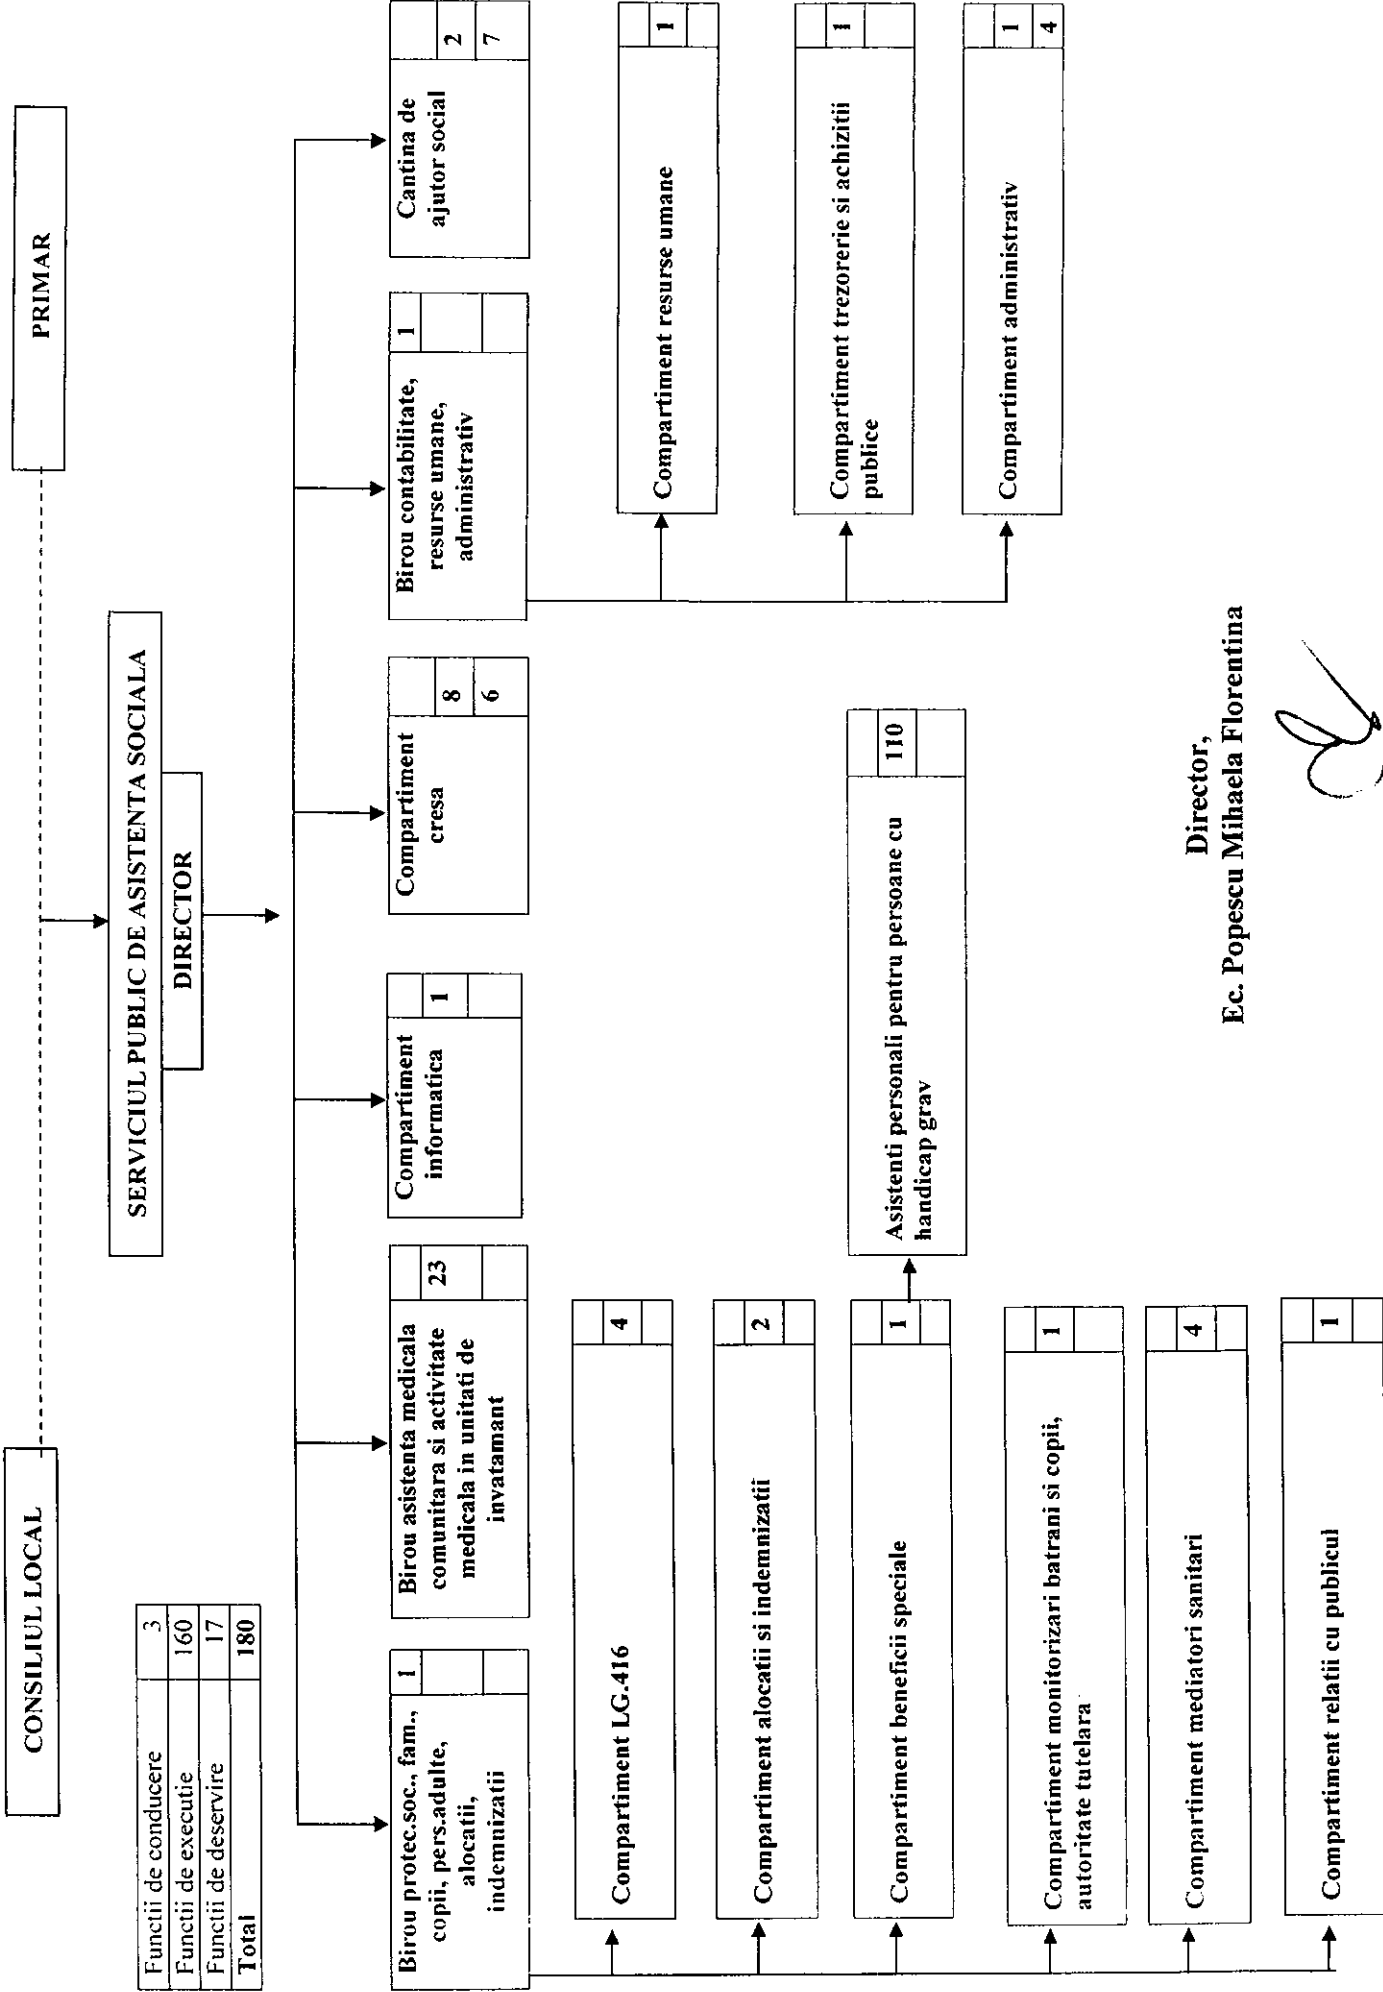 CONSILIUL LOCAL
PRIMAR
Functii de conducere 3
Functii de executie 160
Functii de deservire 17
Total 180
SERVICIUL PUBLIC DE ASISTENTA SOCIALA
DIRECTOR
Birou protec.soc., fam.,
copii, pers.adulte,
alocatii,
indemnizatii
1
Birou asistenta medicala
comunitara si activitate
medicala in unitati de
invatamant
23
Compartiment
informatica
1
Compartiment
cresa
8
6
Birou contabilitate,
resurse umane,
administrativ
1
Cantina de
ajutor social
2
7
Compartiment LG.416
4
Compartiment alocatii si indemnizatii
2
Compartiment beneficii speciale
1
Asistenti personali pentru persoane cu
handicap grav
110
Compartiment monitorizari batrani si copii,
autoritate tutelara
1
Compartiment mediatori sanitari
4
Compartiment relatii cu publicul
1
Compartiment resurse umane
1
Compartiment trezorerie si achizitii
publice
1
Compartiment administrativ
1
4
Director,
Ec. Popescu Mihaela Florentina